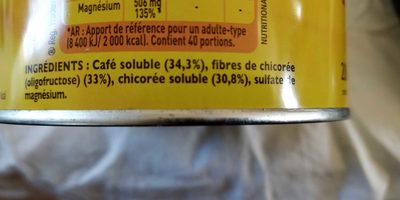 Magnésium 506 mg
135%*
*AR : Apport de référence pour un adulte-type
(8 400 kJ / 2 000 kcal). Contient 40 portions.
INGRÉDIENTS : Café soluble (34,3%), fibres de chicorée
(oligofructose) (33%), chicorée soluble (30,8%), sulfate de
magnésium.